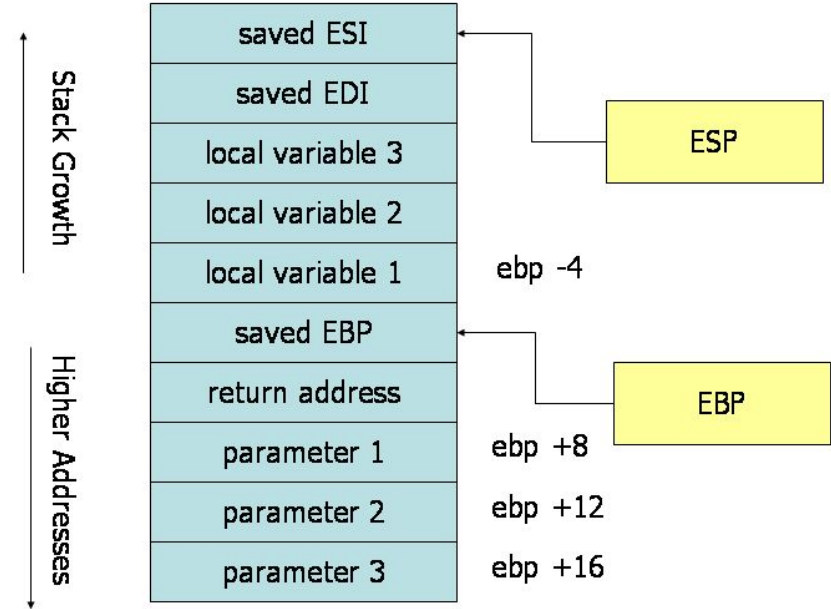 Stack Growth
Higher Addresses
saved ESI
saved EDI
local variable 3
local variable 2
local variable 1
saved EBP
return address
parameter 1
parameter 2
parameter 3
ESP
ebp -4
EBP
ebp +8
ebp +12
ebp +16